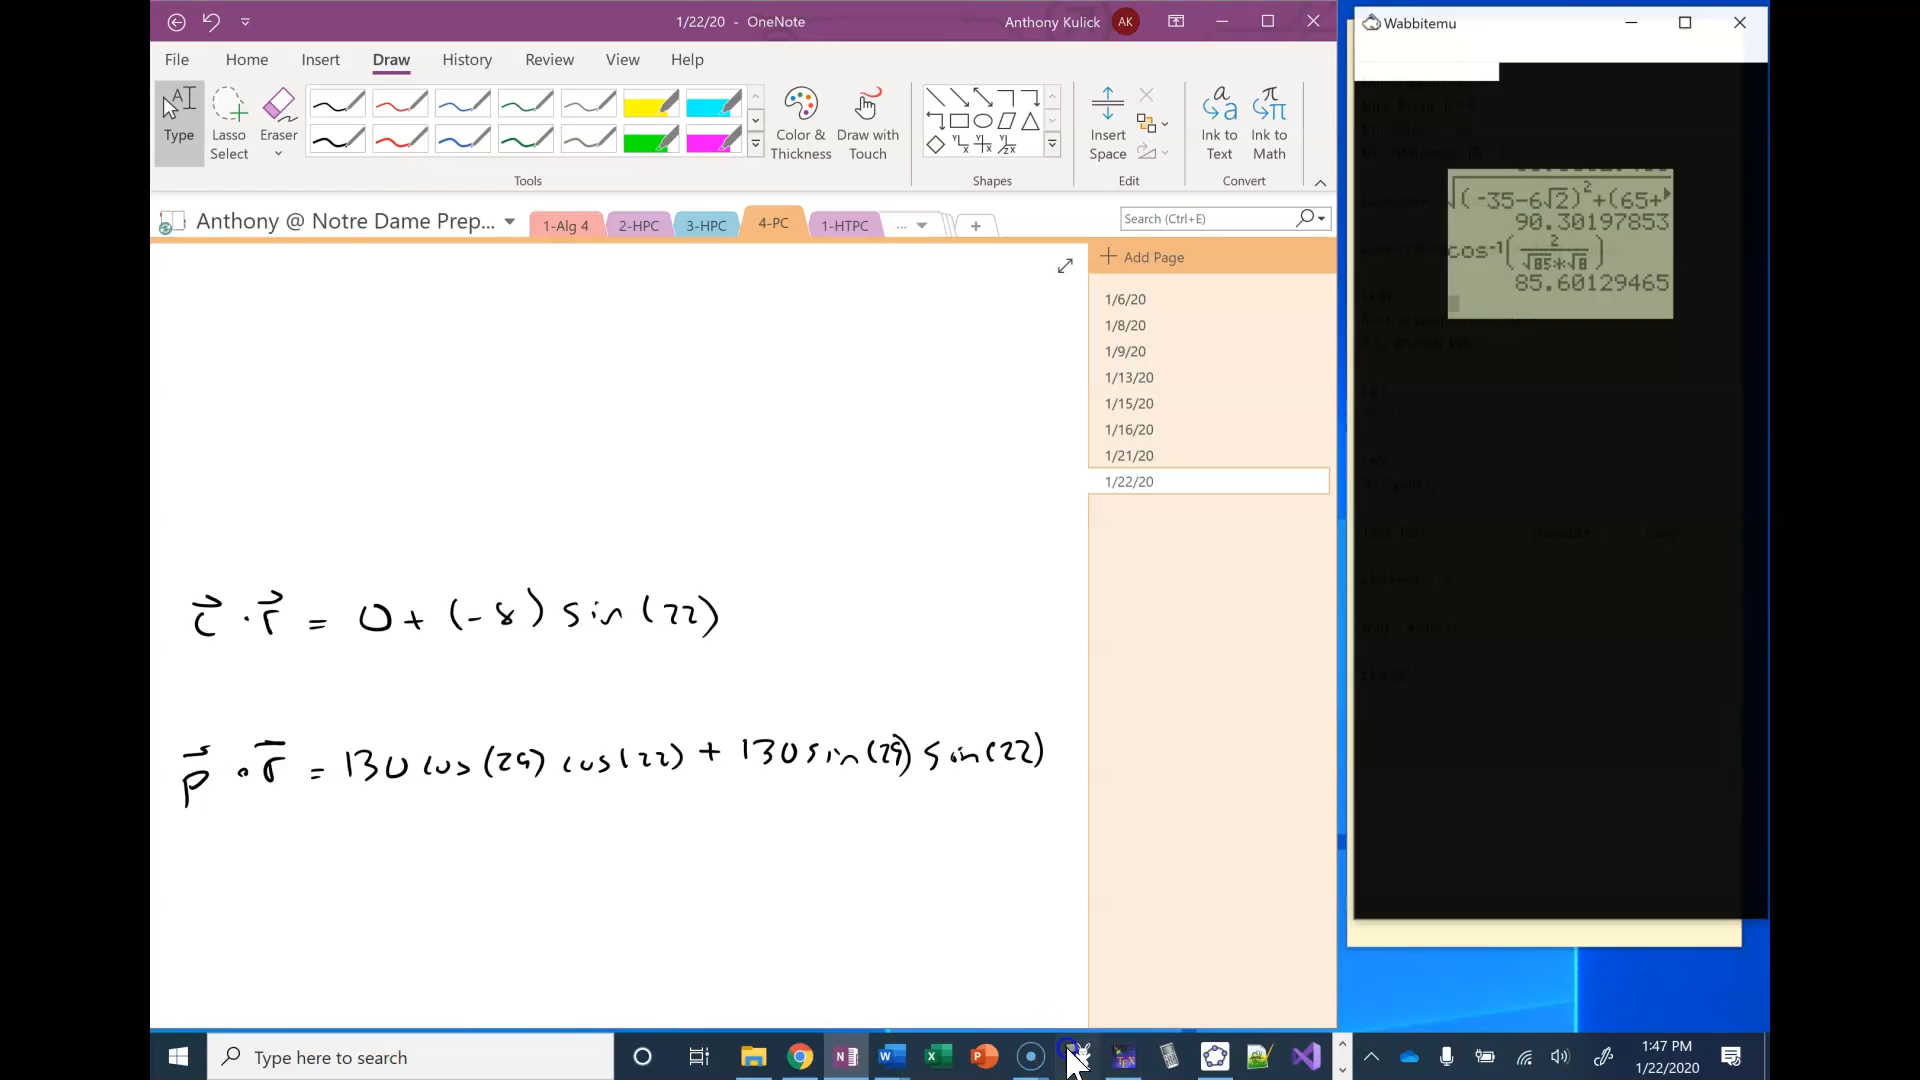 1/22/20 - OneNote
Anthony Kulick AK
Wabbitemu
File Home Insert Draw History Review View Help
Type
Lasso Select
Eraser
Color & Thickness
Draw with Touch
Insert Space
Ink to Text
Ink to Math
Tools
Shapes
Edit
Convert
Anthony @ Notre Dame Prep...
1-Alg 4
2-HPC
3-HPC
4-PC
1-HTPC
...
Search (Ctrl+E)
Add Page
1/6/20
1/8/20
1/9/20
1/13/20
1/15/20
1/16/20
1/21/20
1/22/20
√(-35-6√2)²+(65+
90.30197853
cos⁻¹(2/(√85*√8))
85.60129465
c⃗ · r⃗ = 0 + (-8) sin(22)
p⃗ · r⃗ = 130 cos(29) cos(22) + 130 sin(29) sin(22)
Type here to search
1:47 PM
1/22/2020